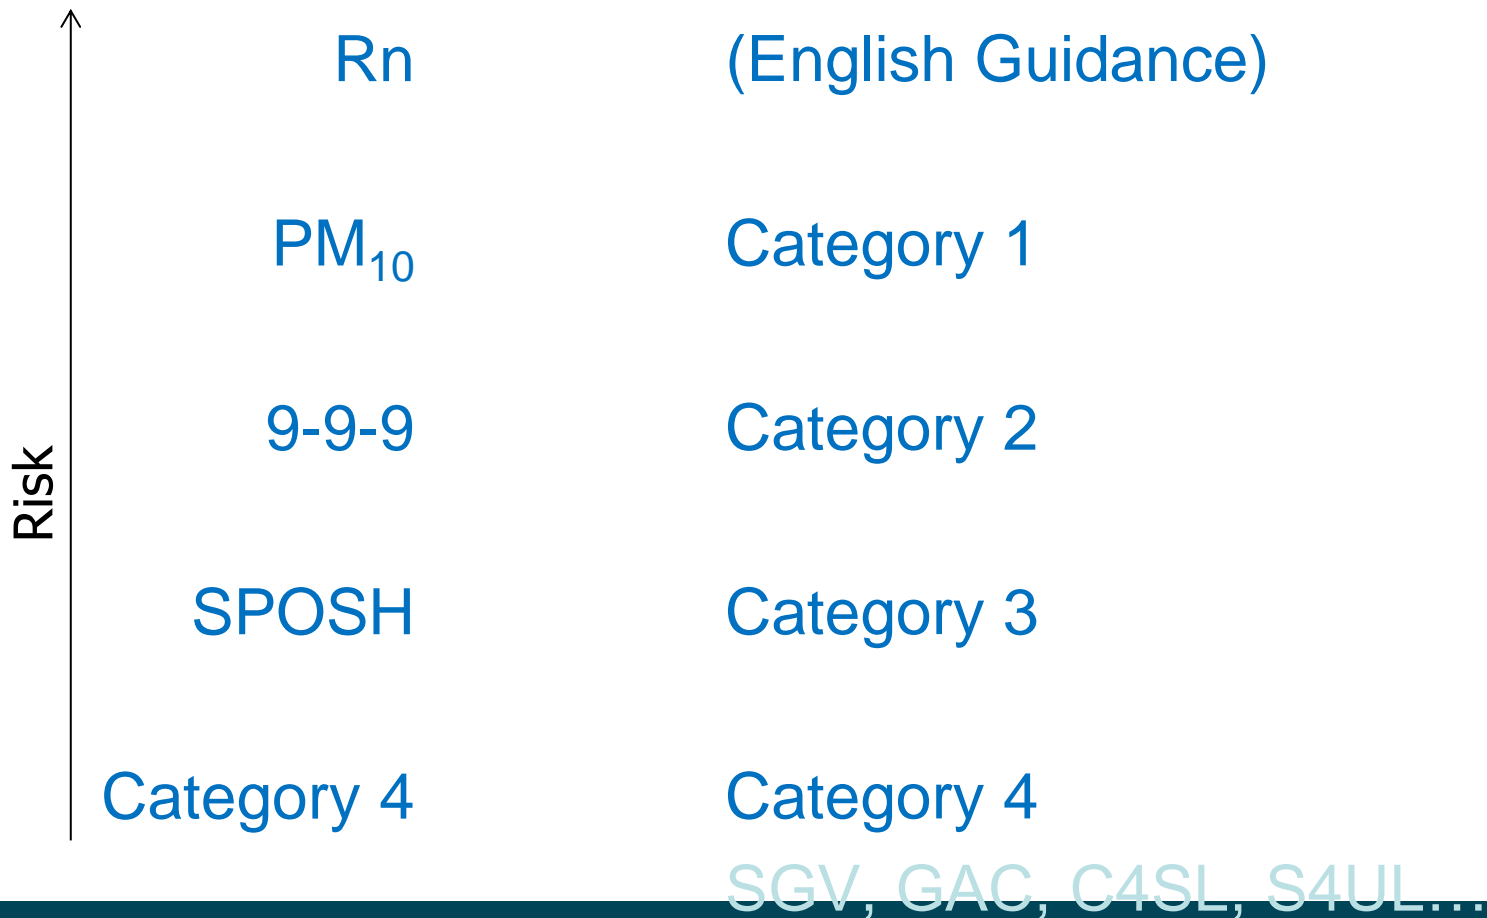 Rn (English Guidance)
PM₁₀ Category 1
9-9-9 Category 2
Risk
SPOSH Category 3
Category 4 Category 4
SGV, GAC, C4SL, S4UL...